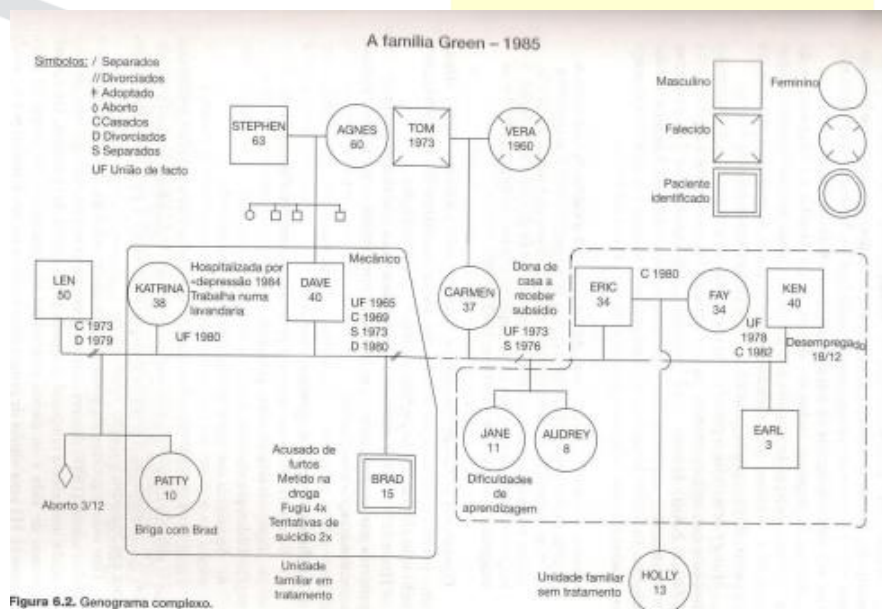 A família Green – 1985
Símbolos: / Separados
// Divorciados
Adoptado
◊ Aborto
C Casados
D Divorciados
S Separados
UF União de facto
Masculino
Feminino
Falecido
Paciente
identificado
STEPHEN
63
AGNES
60
TOM
1973
VERA
1960
LEN
50
KATRINA
38
Hospitalizada por
depressão 1984
Trabalha numa
lavandaria
DAVE
40
Mecânico
UF 1965
C 1969
S 1973
D 1980
CARMEN
37
Dona de
casa a
receber
subsídio
UF 1973
S 1976
ERIC
34
C 1980
FAY
34
KEN
40
UF
1978
C 1982
Desempregado
18/12
C 1973
D 1979
UF 1980
Aborto 3/12
PATTY
10
Briga com Brad
Acusado de
furtos
Metido na
droga
Fugiu 4x
Tentativas de
suicídio 2x
BRAD
15
JANE
11
AUDREY
8
Dificuldades
de
aprendizagem
EARL
3
Unidade
familiar em
tratamento
Unidade familiar
sem tratamento
HOLLY
13
Figura 6.2. Genograma complexo.